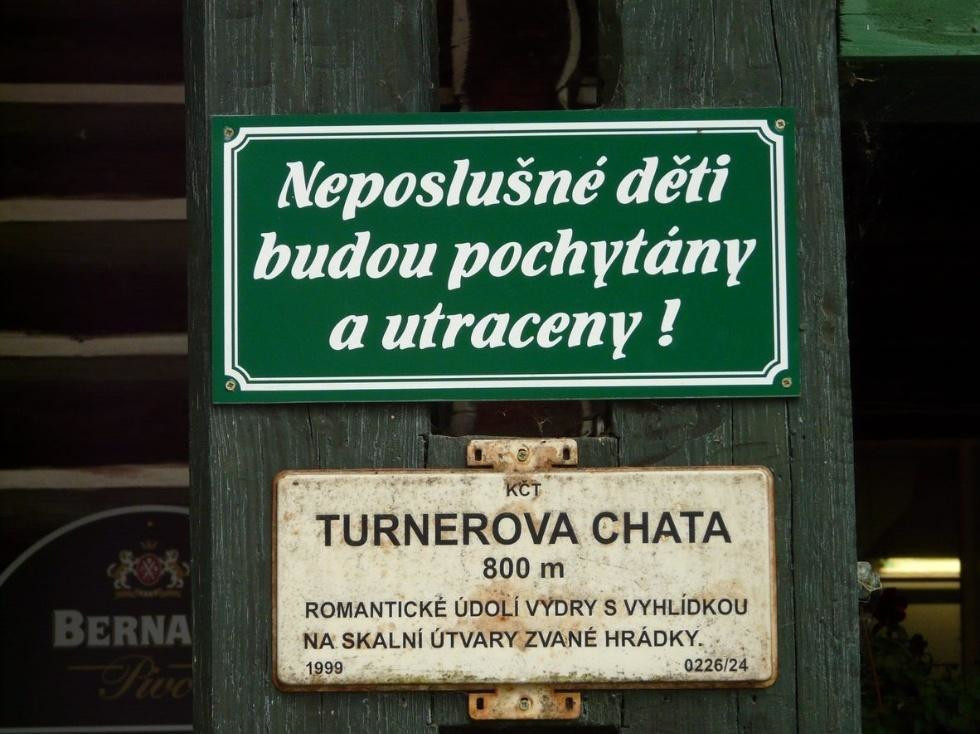 Neposlušné děti
budou pochytány
a utraceny !
KČT
TURNEROVA CHATA
800 m
ROMANTICKÉ ÚDOLÍ VYDRY S VYHLÍDKOU
NA SKALNÍ ÚTVARY ZVANÉ HRÁDKY.
1999 0226/24
BERNA
Pivo